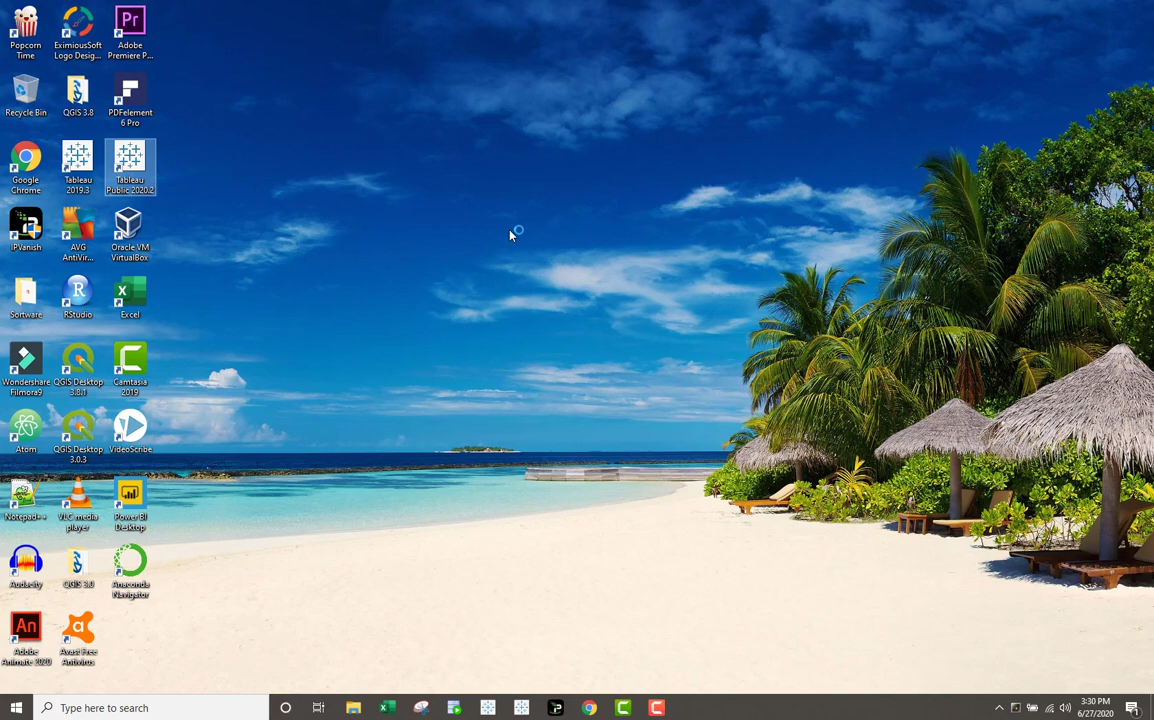 Popcorn
Time
EximiousSoft
Logo Desig...
Pr
Adobe
Premiere P...
Recycle Bin
QGIS 3.8
PDFelement
6 Pro
Google
Chrome
Tableau
2019.3
Tableau
Public 2020.2
IPVanish
AVG
AntiVir...
Oracle VM
VirtualBox
Sortware
R
RStudio
X
Excel
Wondershare
Filmora9
QGIS Desktop
3.8.1
C
Camtasia
2019
Atom
QGIS Desktop
3.0.3
VideoScribe
Notepad++
VLC media
player
Power BI
Desktop
Audacity
QGIS 3.0
Anaconda
Navigator
An
Adobe
Animate 2020
a
Avast Free
Antivirus
Type here to search
3:30 PM
6/27/2020